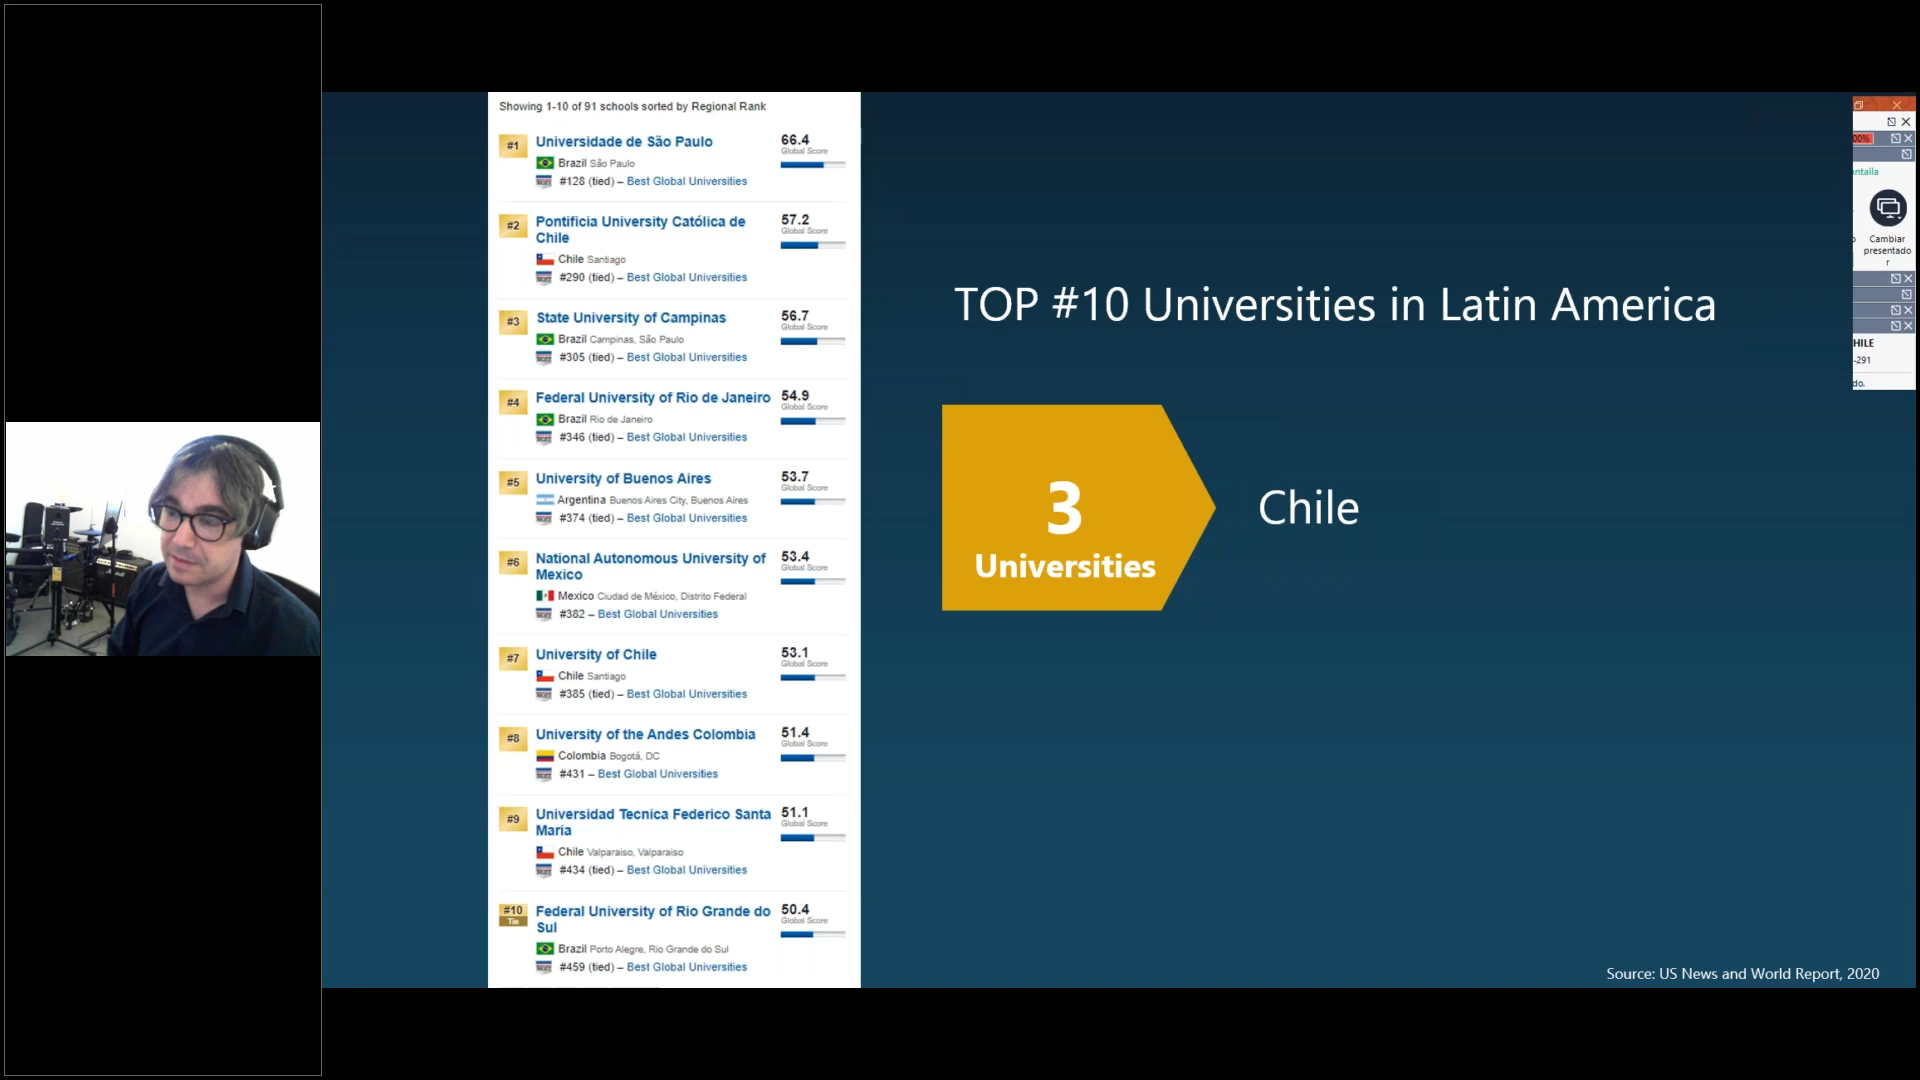 Showing 1-10 of 91 schools sorted by Regional Rank
#1
Universidade de São Paulo
66.4
Global Score
Brazil São Paulo
#128 (tied) – Best Global Universities
#2
Pontificia University Católica de
Chile
57.2
Global Score
Chile Santiago
#290 (tied) – Best Global Universities
#3
State University of Campinas
56.7
Global Score
Brazil Campinas, São Paulo
#305 (tied) – Best Global Universities
#4
Federal University of Rio de Janeiro
54.9
Global Score
Brazil Rio de Janeiro
#346 (tied) – Best Global Universities
#5
University of Buenos Aires
53.7
Global Score
Argentina Buenos Aires City, Buenos Aires
#374 (tied) – Best Global Universities
#6
National Autonomous University of
Mexico
53.4
Global Score
Mexico Ciudad de México, Distrito Federal
#382 – Best Global Universities
#7
University of Chile
53.1
Global Score
Chile Santiago
#385 (tied) – Best Global Universities
#8
University of the Andes Colombia
51.4
Global Score
Colombia Bogotá, DC
#431 – Best Global Universities
#9
Universidad Tecnica Federico Santa
Maria
51.1
Global Score
Chile Valparaiso, Valparaiso
#434 (tied) – Best Global Universities
#10
Tie
Federal University of Rio Grande do
Sul
50.4
Global Score
Brazil Porto Alegre, Rio Grande do Sul
#459 (tied) – Best Global Universities
TOP #10 Universities in Latin America
3
Universities
Chile
Source: US News and World Report, 2020
00%
ntalla
Cambiar
presentado
r
HILE
-291
do.